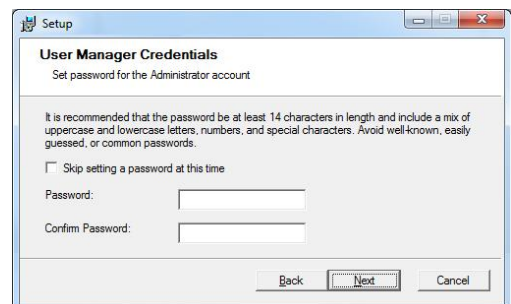 Setup
User Manager Credentials
Set password for the Administrator account
It is recommended that the password be at least 14 characters in length and include a mix of
uppercase and lowercase letters, numbers, and special characters. Avoid well-known, easily
guessed, or common passwords.
Skip setting a password at this time
Password:
Confirm Password:
Back Next Cancel